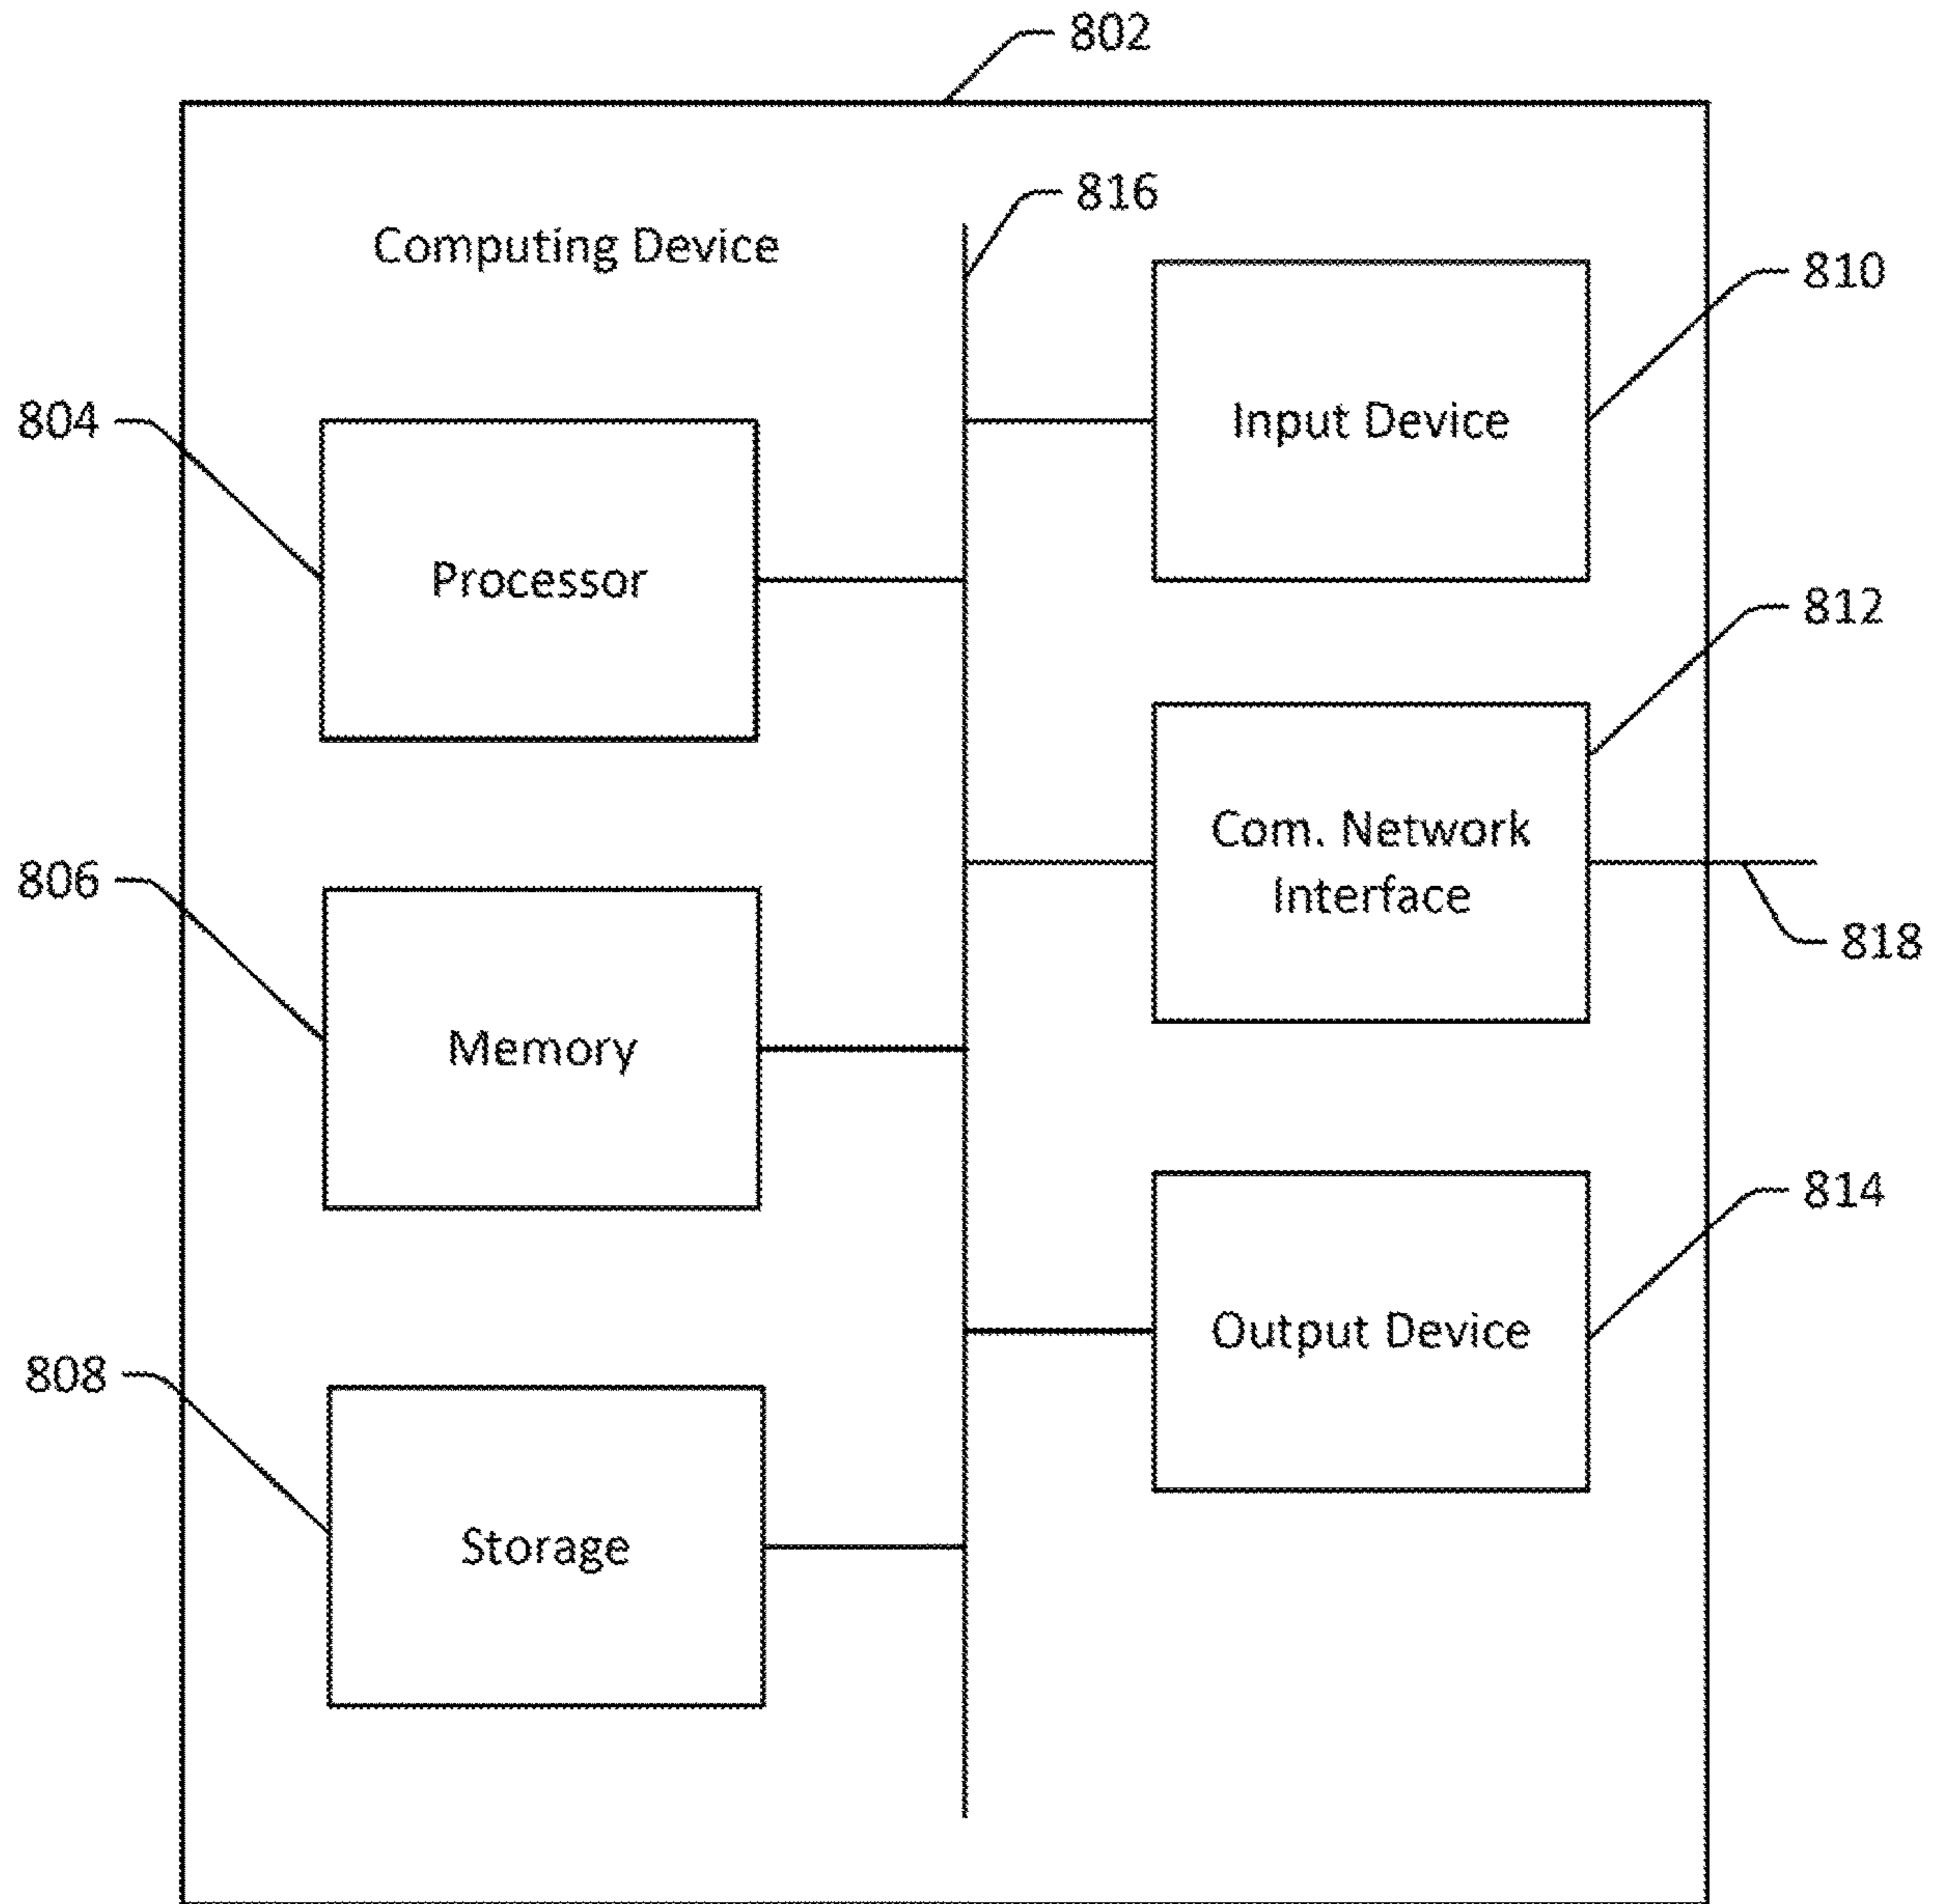 802
816
Computing Device
810
Input Device
804
Processor
812
Com. Network
Interface
806
818
Memory
814
Output Device
808
Storage